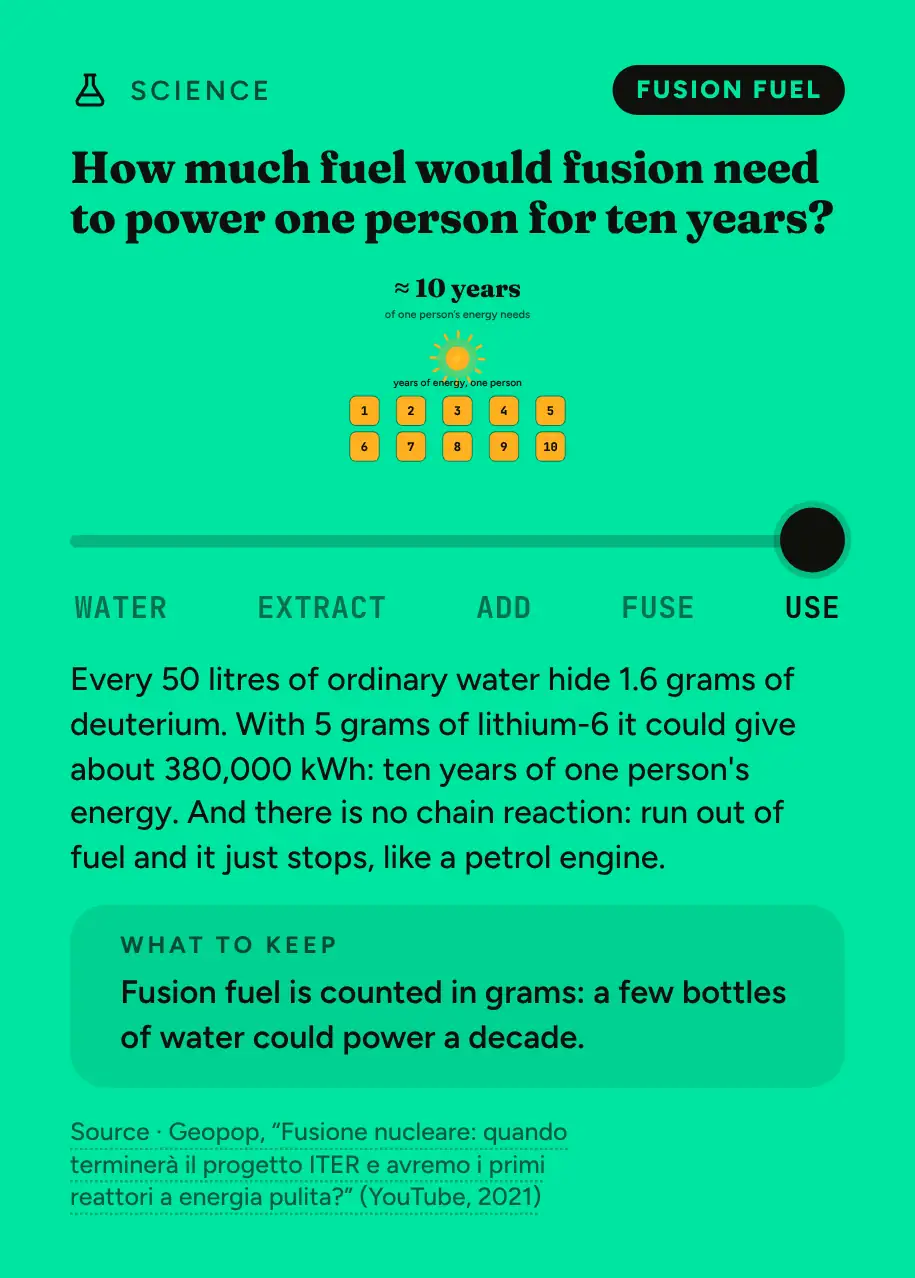 SCIENCE
FUSION FUEL
How much fuel would fusion need
to power one person for ten years?
≈ 10 years
of one person's energy needs
years of energy, one person
1 2 3 4 5
6 7 8 9 10
WATER EXTRACT ADD FUSE USE
Every 50 litres of ordinary water hide 1.6 grams of
deuterium. With 5 grams of lithium-6 it could give
about 380,000 kWh: ten years of one person's
energy. And there is no chain reaction: run out of
fuel and it just stops, like a petrol engine.
WHAT TO KEEP
Fusion fuel is counted in grams: a few bottles
of water could power a decade.
Source · Geopop, “Fusione nucleare: quando
terminerà il progetto ITER e avremo i primi
reattori a energia pulita?” (YouTube, 2021)